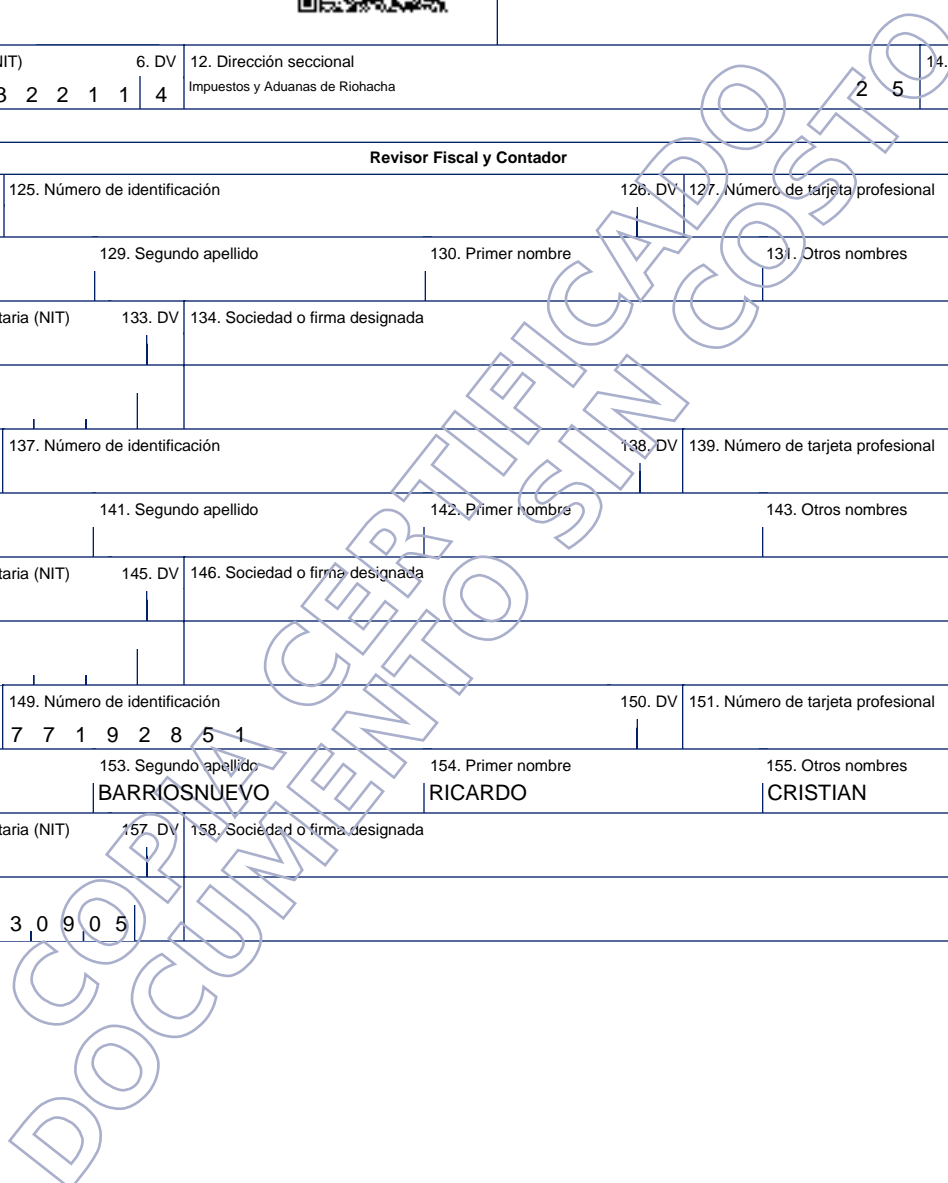 NIT) 6. DV 12. Dirección seccional 14.
3 2 2 1 1 4 Impuestos y Aduanas de Riohacha 2 5
Revisor Fiscal y Contador
125. Número de identificación 126. DV 127. Número de tarjeta profesional
129. Segundo apellido 130. Primer nombre 131. Otros nombres
taria (NIT) 133. DV 134. Sociedad o firma designada
137. Número de identificación 138. DV 139. Número de tarjeta profesional
141. Segundo apellido 142. Primer nombre 143. Otros nombres
taria (NIT) 145. DV 146. Sociedad o firma designada
149. Número de identificación 150. DV 151. Número de tarjeta profesional
7 7 1 9 2 8 5 1
153. Segundo apellido 154. Primer nombre 155. Otros nombres
BARRIOSNUEVO RICARDO CRISTIAN
taria (NIT) 157. DV 158. Sociedad o firma designada
3 0 9 0 5
COPIA CERTIFICADO
DOCUMENTO SIN COSTO